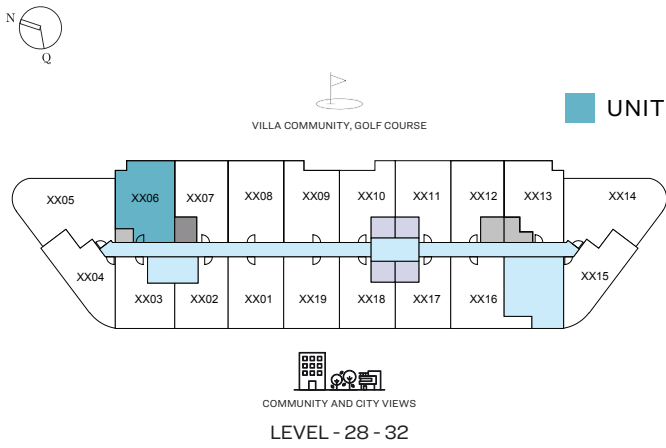 N
Q
VILLA COMMUNITY, GOLF COURSE
UNIT
XX05
XX06
XX07
XX08
XX09
XX10
XX11
XX12
XX13
XX14
XX04
XX03
XX02
XX01
XX19
XX18
XX17
XX16
XX15
COMMUNITY AND CITY VIEWS
LEVEL - 28 - 32